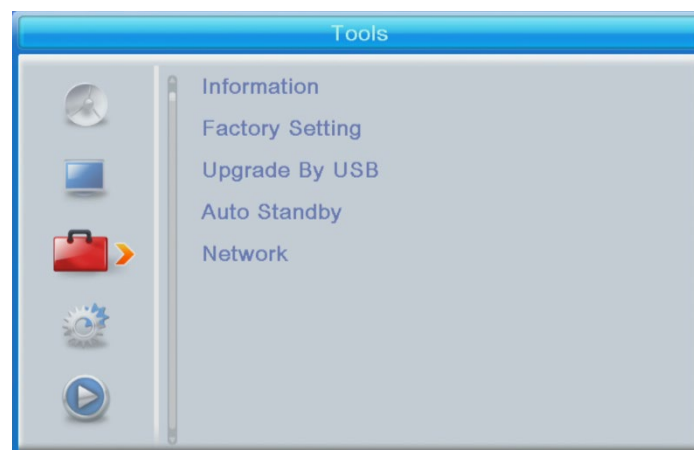 Tools
Information
Factory Setting
Upgrade By USB
Auto Standby
Network